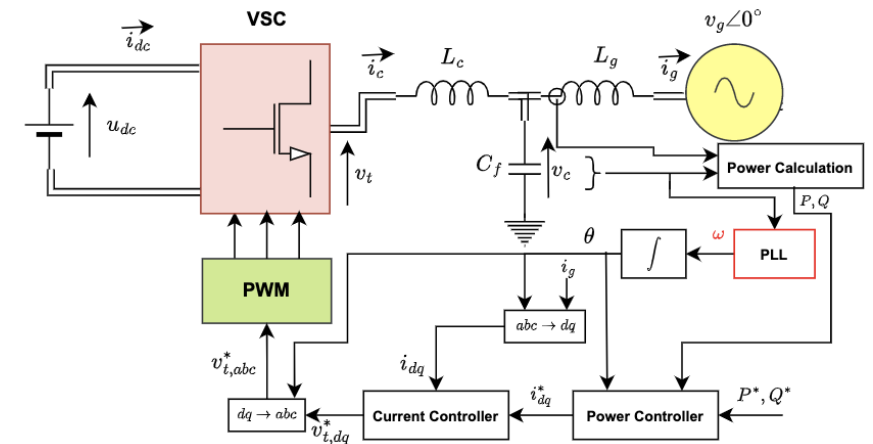 VSC
v_g∠0°
i_dc
i_c
L_c
L_g
i_g
u_dc
v_t
C_f
v_c
Power Calculation
P, Q
θ
∫
ω
PLL
i_g
PWM
abc → dq
v*_t,abc
i_dq
dq → abc
v*_t,dq
Current Controller
i*_dq
Power Controller
P*, Q*